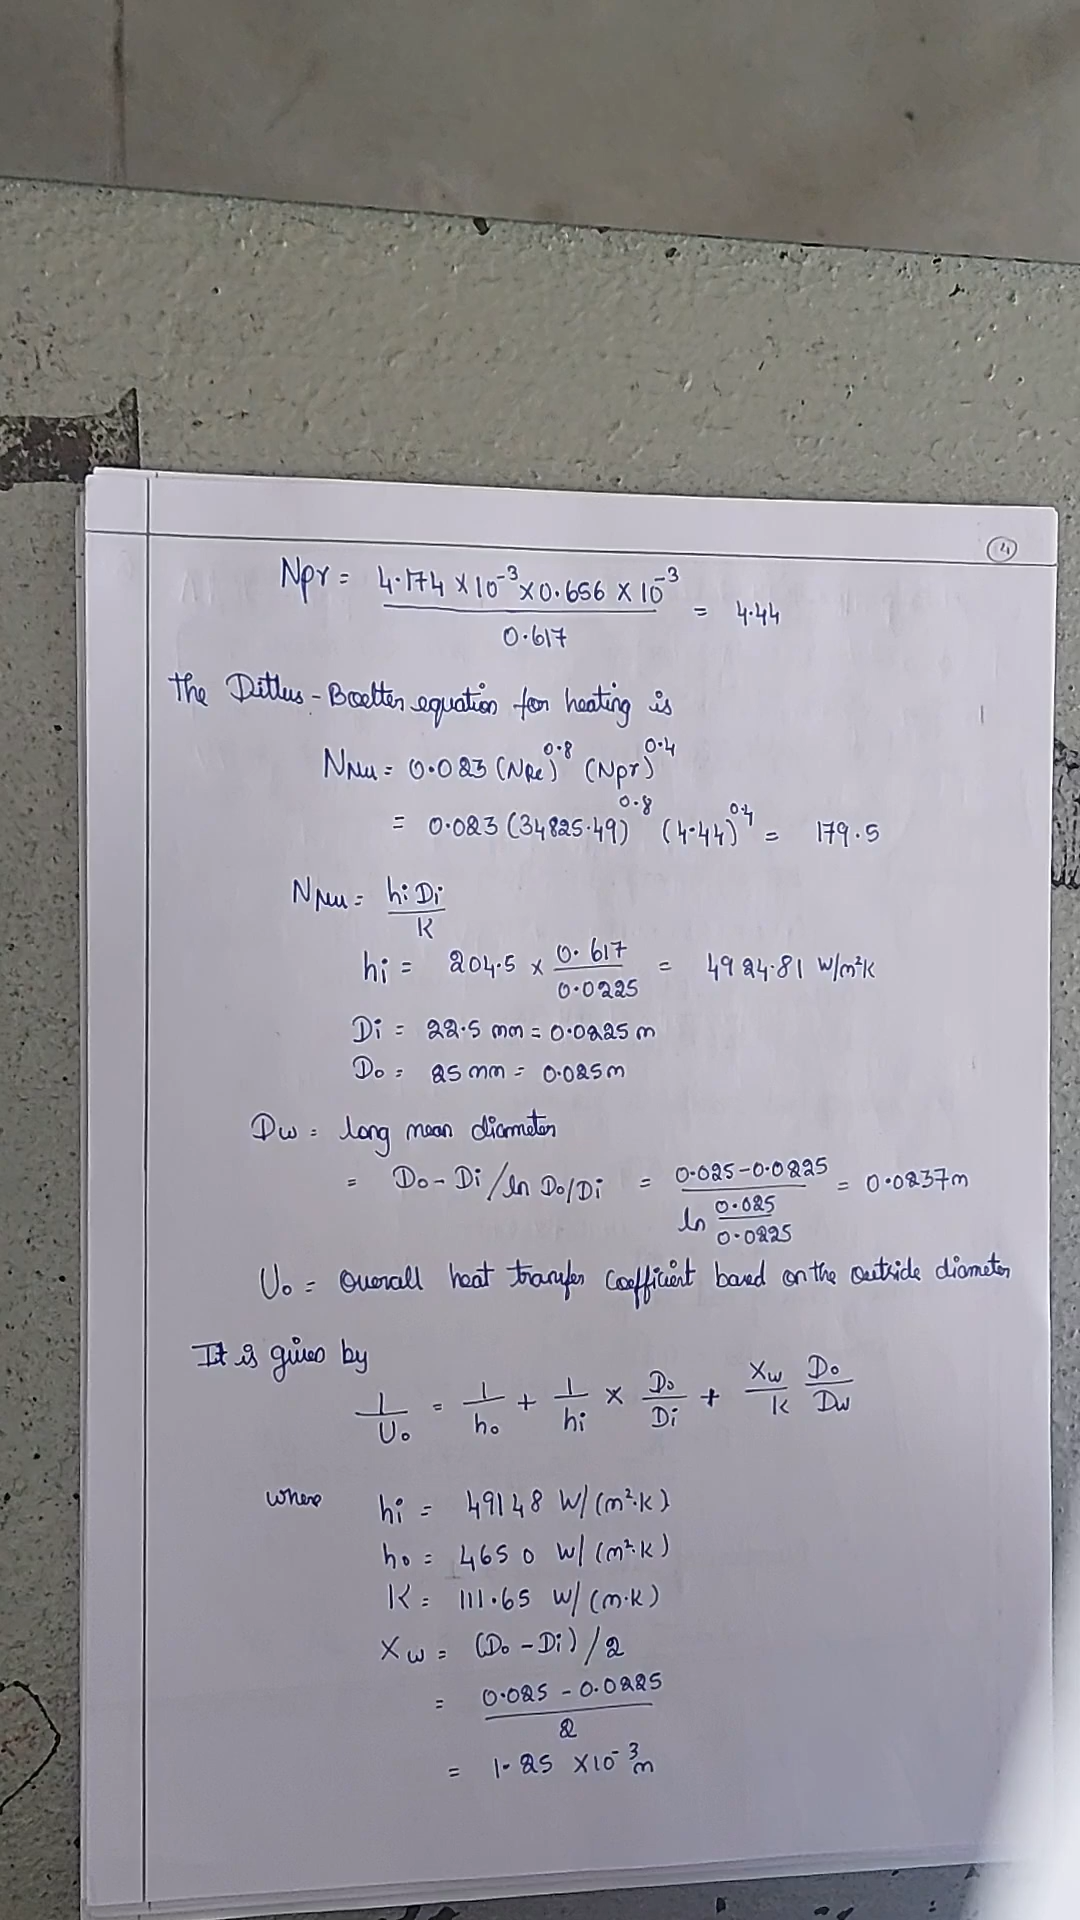 4
Npr = 4.174 × 10⁻³ × 0.656 × 10⁻³ / 0.617 = 4.44
the Dittus - Boelter equation for heating is
NNu = 0.023 (NRe)^0.8 (Npr)^0.4
= 0.023 (34825.49)^0.8 (4.44)^0.4 = 179.5
NNu = hi Di / K
hi = 204.5 × 0.617 / 0.0225 = 4924.81 W/m²K
Di = 22.5 mm = 0.0225 m
Do = 25 mm = 0.025m
Dw = long mean diameter
= Do - Di / ln Do/Di = 0.025 - 0.0225 / ln 0.025 / 0.0225 = 0.0237m
Uo = Overall heat transfer coefficient based on the outside diameter
It is given by
1/Uo = 1/ho + 1/hi × Do/Di + Xw/K Do/Dw
where hi = 49148 W/(m².K)
ho = 4650 W/(m².K)
K = 111.65 W/(m.K)
Xw = (Do - Di) / 2
= 0.025 - 0.0225 / 2
= 1.25 × 10⁻³ m